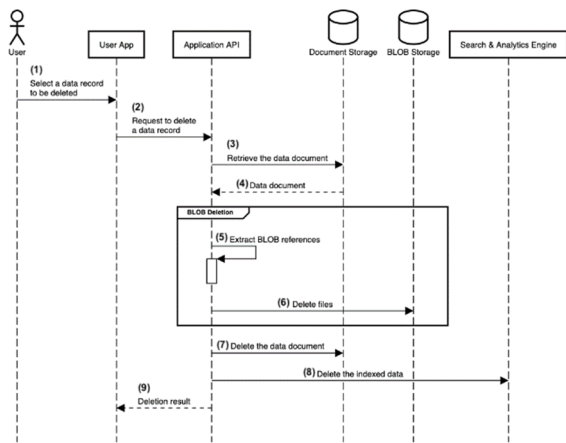 User
User App
Application API
Document Storage
BLOB Storage
Search & Analytics Engine
(1)
Select a data record
to be deleted
(2)
Request to delete
a data record
(3)
Retrieve the data document
(4) Data document
BLOB Deletion
(5) Extract BLOB references
(6) Delete files
(7) Delete the data document
(8) Delete the indexed data
(9)
Deletion result